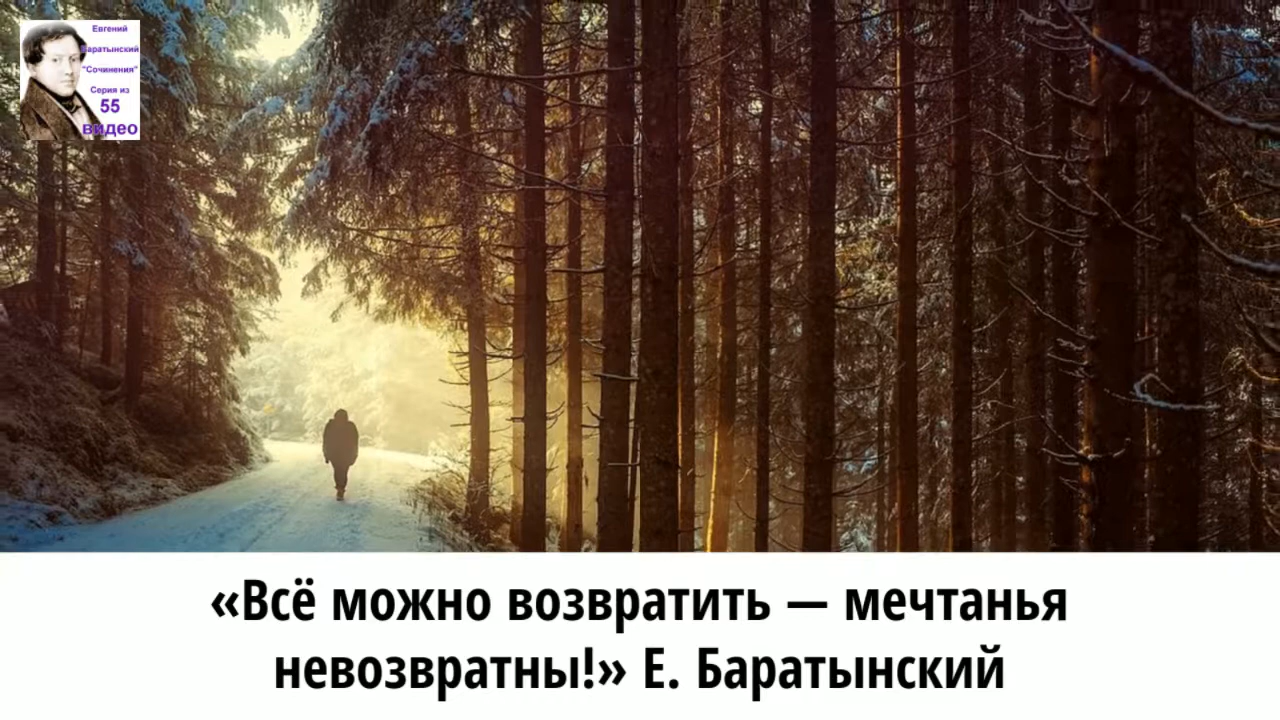 Евгений
Баратынский
"Сочинения"
Серия из
55
видео
«Всё можно возвратить — мечтанья
невозвратны!» Е. Баратынский